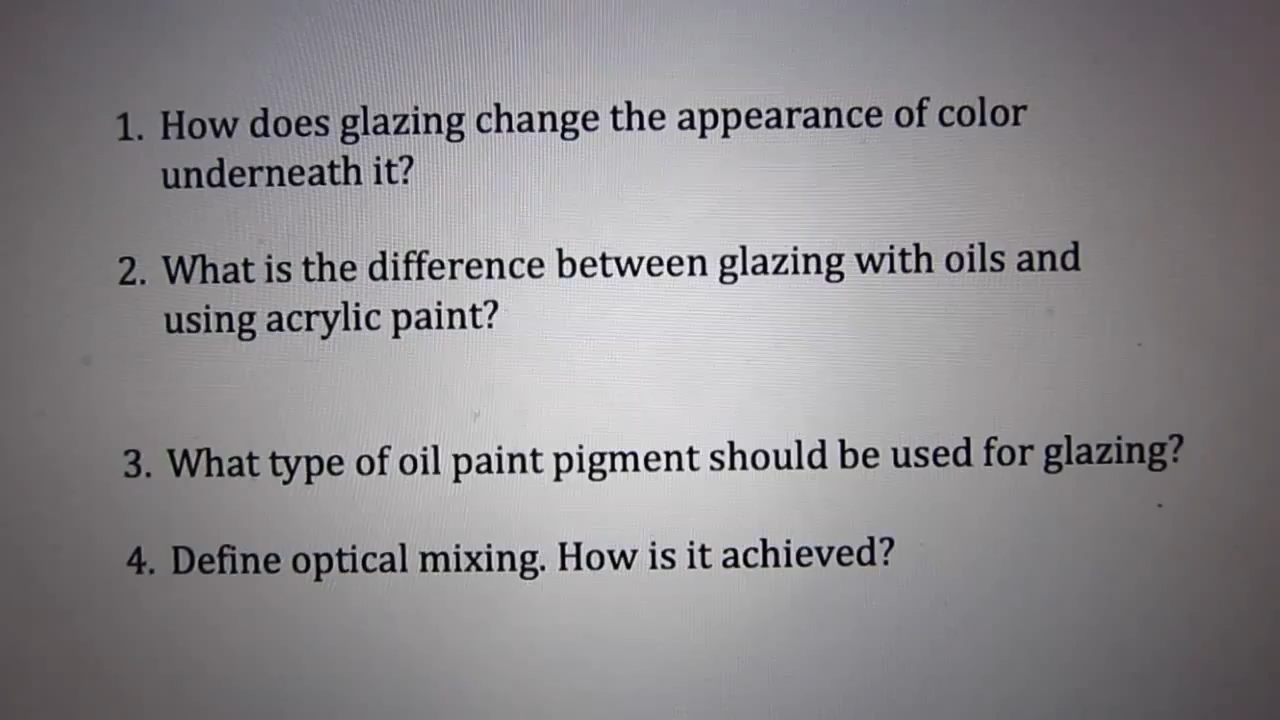 1. How does glazing change the appearance of color
underneath it?
2. What is the difference between glazing with oils and
using acrylic paint?
3. What type of oil paint pigment should be used for glazing?
4. Define optical mixing. How is it achieved?